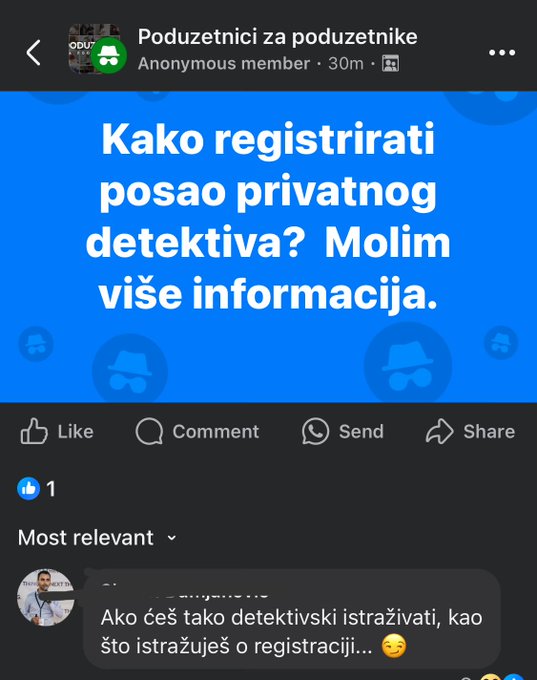 Poduzetnici za poduzetnike
Anonymous member · 30m ·
Kako registrirati
posao privatnog
detektiva? Molim
više informacija.
Like
Comment
Send
Share
1
Most relevant
Ako ćeš tako detektivski istraživati, kao
što istražuješ o registraciji... 😏